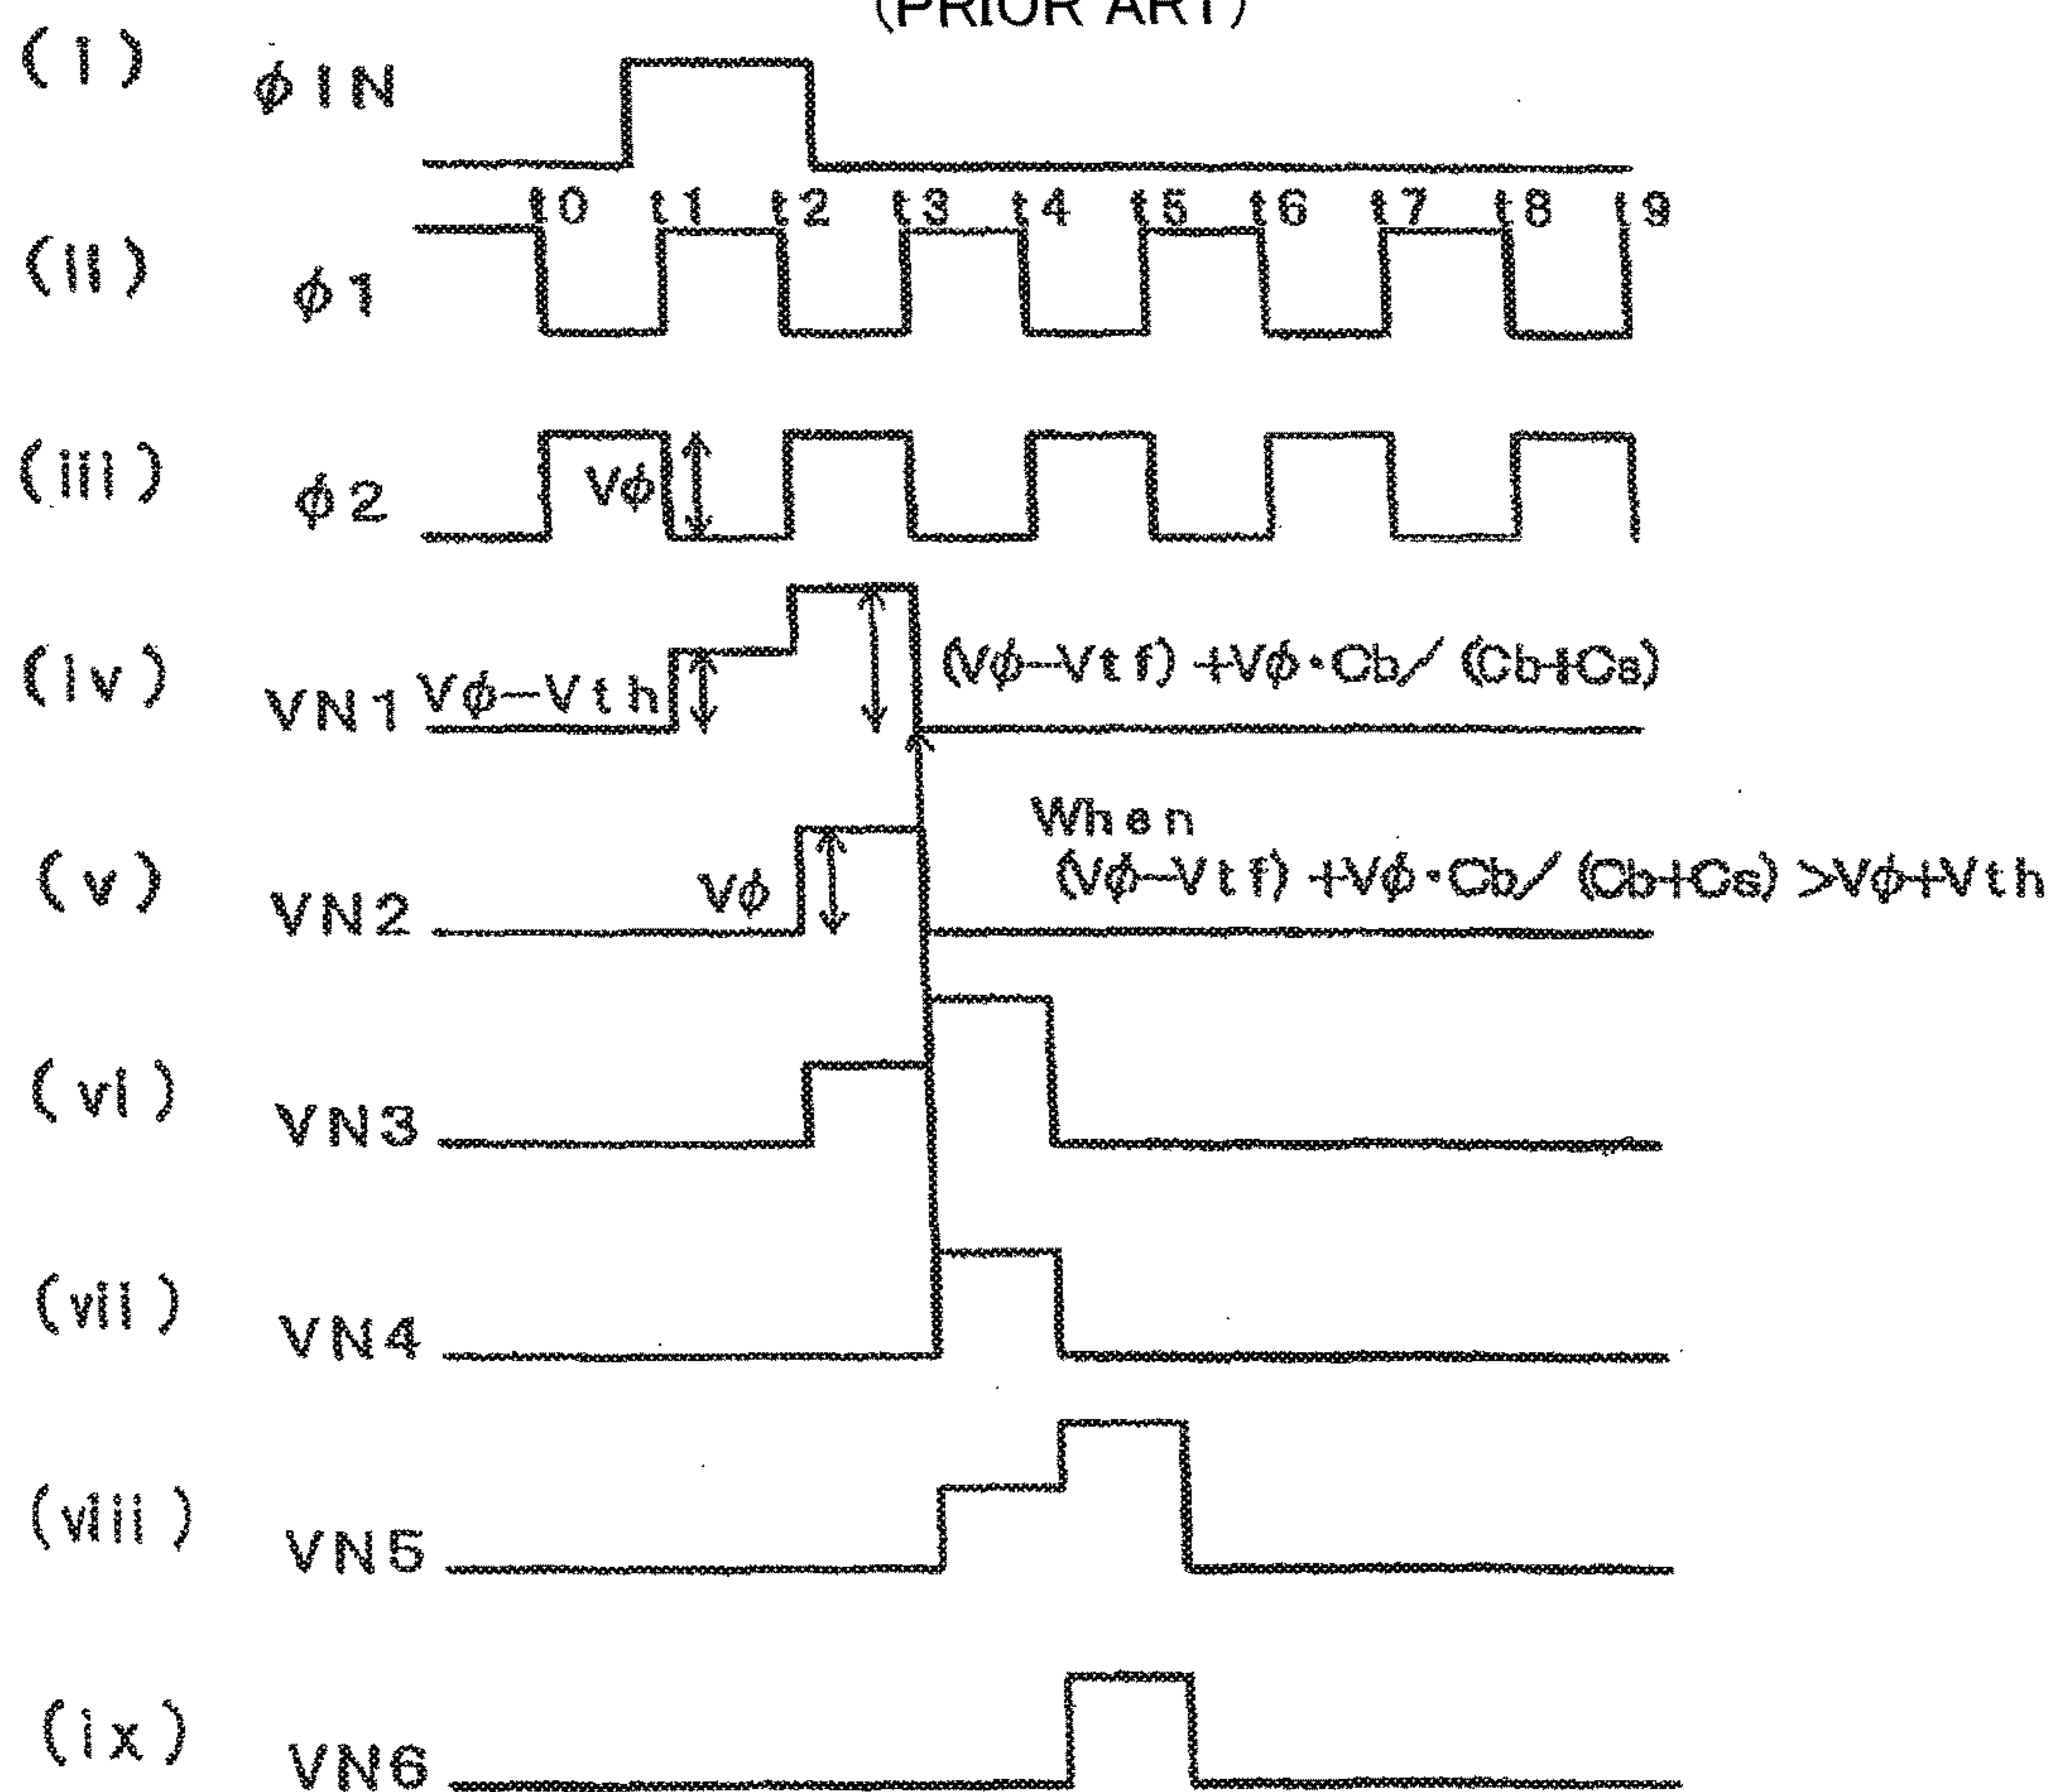 (PRIOR ART)
(i) φIN
t0 t1 t2 t3 t4 t5 t6 t7 t8 t9
(ii) φ1
(iii) φ2 Vφ
(iv) VN1 Vφ-Vth (Vφ-Vtf) +Vφ·Cb/(Cb+Cs)
(v) VN2 Vφ
When
(Vφ-Vtf) +Vφ·Cb/(Cb+Cs) >Vφ+Vth
(vi) VN3
(vii) VN4
(viii) VN5
(ix) VN6